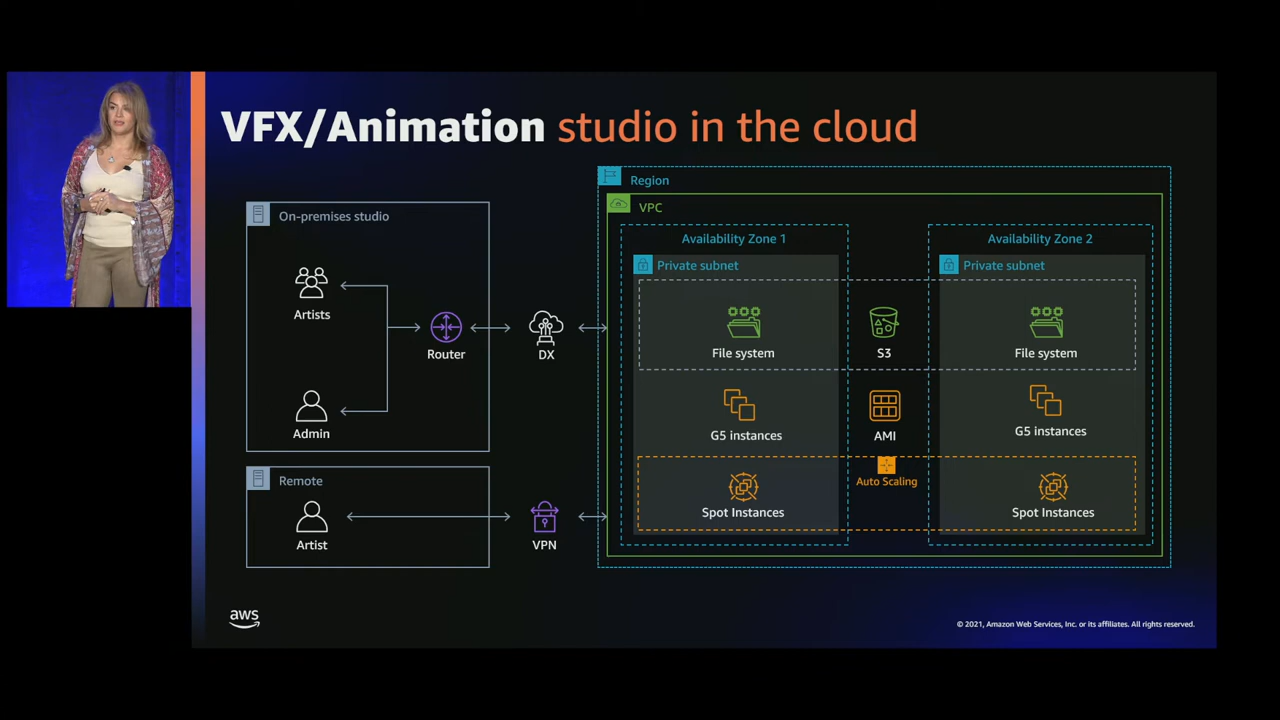 VFX/Animation studio in the cloud
Region
VPC
On-premises studio
Availability Zone 1
Availability Zone 2
Private subnet
Private subnet
Artists
Router
DX
File system
S3
File system
Admin
G5 instances
AMI
G5 instances
Remote
Auto Scaling
Spot Instances
Spot Instances
Artist
VPN
aws
© 2021, Amazon Web Services, Inc. or its affiliates. All rights reserved.